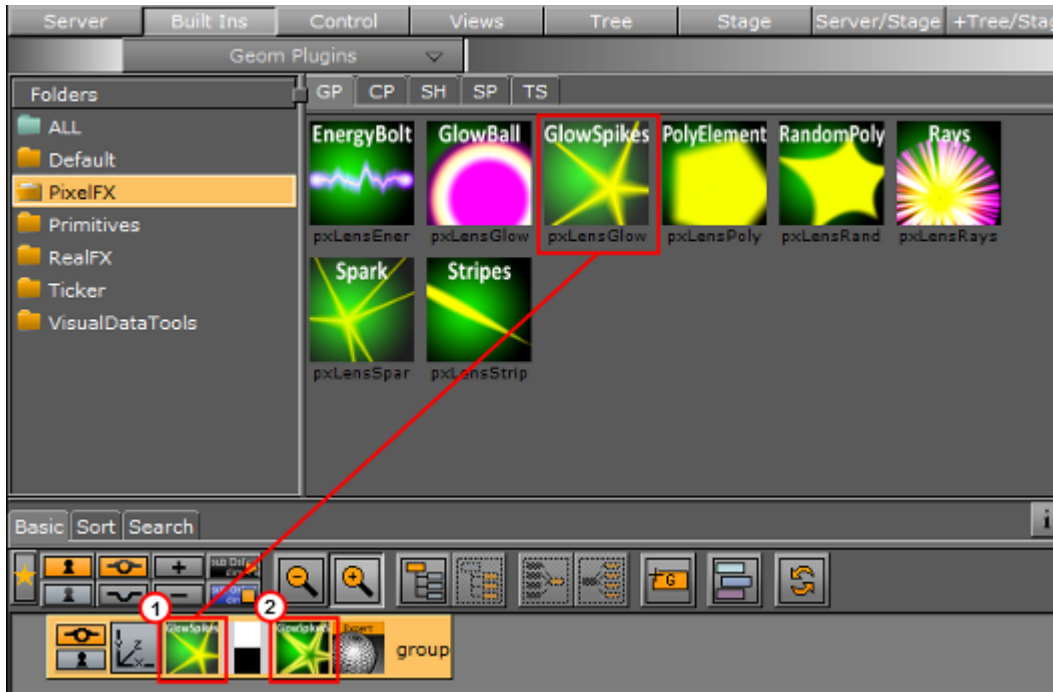 Server Built Ins Control Views Tree Stage Server/Stage +Tree/Stag
Geom Plugins
Folders
GP CP SH SP TS
ALL
Default
PixelFX
Primitives
RealFX
Ticker
VisualDataTools
EnergyBolt GlowBall GlowSpikes PolyElement RandomPoly Rays
pxLensEner pxLensGlow pxLensGlow pxLensPoly pxLensRand pxLensRays
Spark Stripes
pxLensSpar pxLensStrip
Basic Sort Search
i
G
1 2
GlowSpikes GlowSpikes Expert
Z
X
group